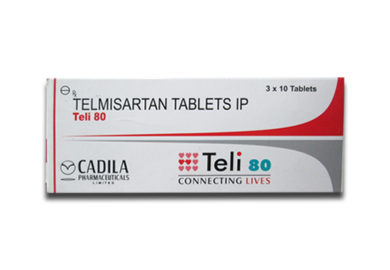 ℞
TELMISARTAN TABLETS IP
Teli 80
3 x 10 Tablets
CADILA
PHARMACEUTICALS
LIMITED
Teli 80
CONNECTING LIVES